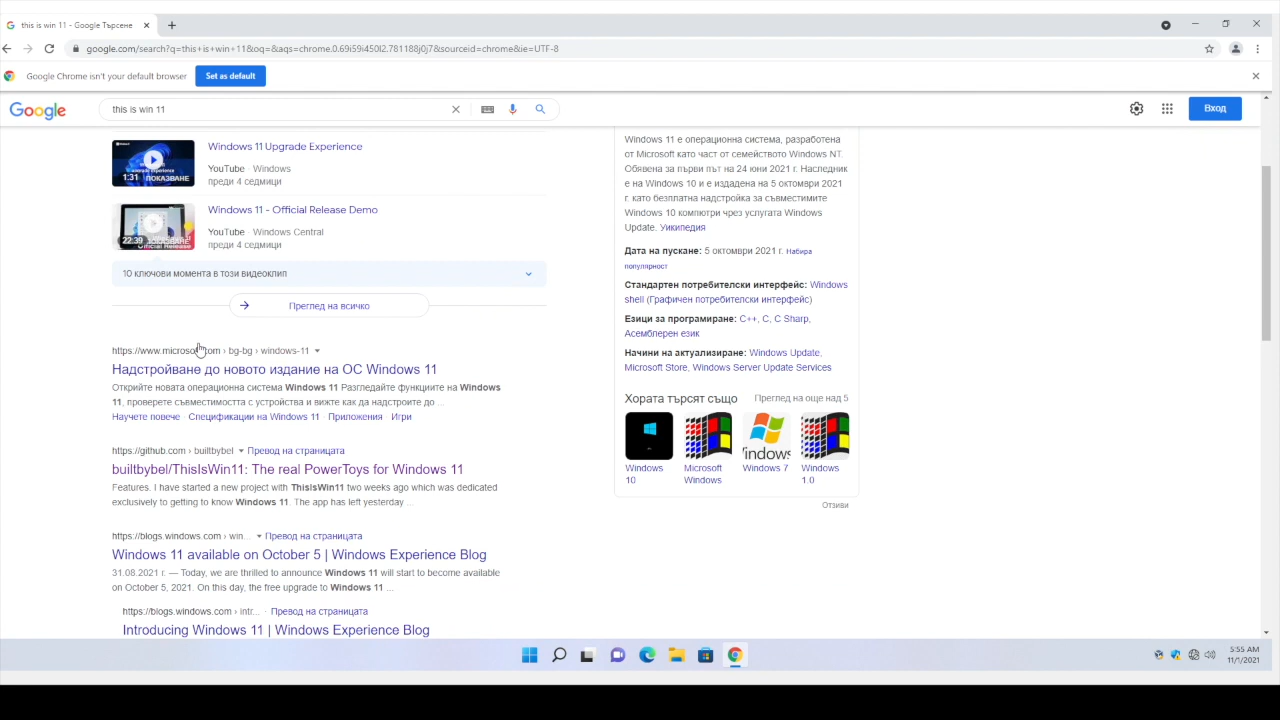 this is win 11 - Google Търсене
google.com/search?q=this+is+win+11&oq=&aqs=chrome.0.69i59i450l2.781188j0j7&sourceid=chrome&ie=UTF-8
Google Chrome isn't your default browser
Set as default
Google
this is win 11
Вход
Windows 11 Upgrade Experience
YouTube · Windows
преди 4 седмици
1:31
ПОКАЗВАНЕ
Windows 11 - Official Release Demo
YouTube · Windows Central
преди 4 седмици
22:39
Official Release
10 ключови момента в този видеоклип
Преглед на всичко
https://www.microsoft.com › bg-bg › windows-11
Надстройване до новото издание на ОС Windows 11
Открийте новата операционна система Windows 11 Разгледайте функциите на Windows
11, проверете съвместимостта с устройства и вижте как да надстроите до ...
Научете повече · Спецификации на Windows 11 · Приложения · Игри
https://github.com › builtbybel Превод на страницата
builtbybel/ThisIsWin11: The real PowerToys for Windows 11
Features. I have started a new project with ThisIsWin11 two weeks ago which was dedicated
exclusively to getting to know Windows 11. The app has left yesterday ...
https://blogs.windows.com › win... Превод на страницата
Windows 11 available on October 5 | Windows Experience Blog
31.08.2021 г. — Today, we are thrilled to announce Windows 11 will start to become available
on October 5, 2021. On this day, the free upgrade to Windows 11 ...
https://blogs.windows.com › intr... · Превод на страницата
Introducing Windows 11 | Windows Experience Blog
Windows 11 е операционна система, разработена
от Microsoft като част от семейството Windows NT.
Обявена за първи път на 24 юни 2021 г. Наследник
е на Windows 10 и е издадена на 5 октомври 2021
г. като безплатна надстройка за съвместимите
Windows 10 компютри чрез услугата Windows
Update. Уикипедия
Дата на пускане: 5 октомври 2021 г. Набира
популярност
Стандартен потребителски интерфейс: Windows
shell (Графичен потребителски интерфейс)
Езици за програмиране: C++, C, C Sharp,
Асемблерен език
Начини на актуализиране: Windows Update,
Microsoft Store, Windows Server Update Services
Хората търсят също
Преглед на още над 5
Windows
10
Microsoft
Windows
Windows 7
Windows
1.0
Отзиви
5:55 AM
11/1/2021